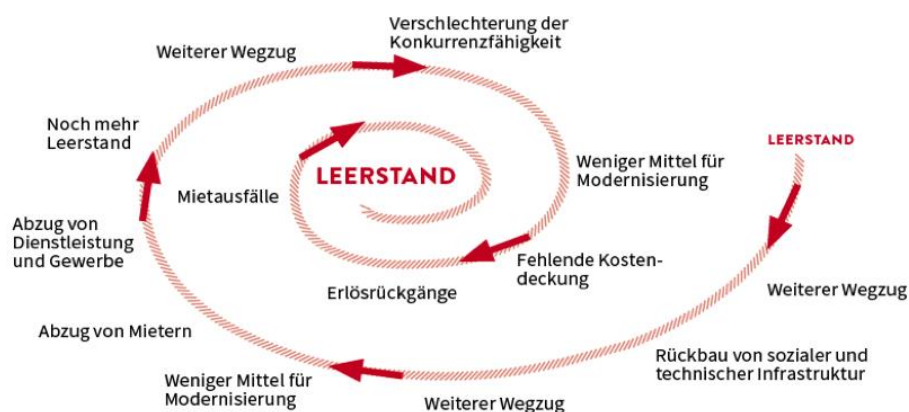 Verschlechterung der
Konkurrenzfähigkeit
Weiterer Wegzug
Noch mehr
Leerstand
LEERSTAND
Weniger Mittel für
Modernisierung
LEERSTAND
Mietausfälle
Abzug von
Dienstleistung
und Gewerbe
Fehlende Kosten-
deckung
Erlösrückgänge
Weiterer Wegzug
Abzug von Mietern
Rückbau von sozialer und
technischer Infrastruktur
Weniger Mittel für
Modernisierung
Weiterer Wegzug